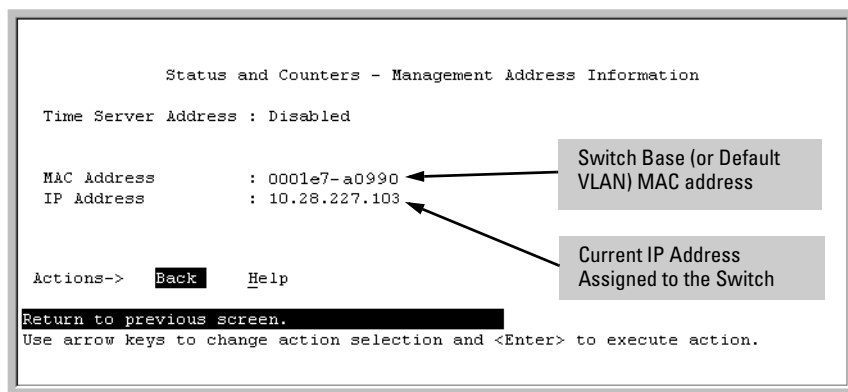 Status and Counters - Management Address Information
Time Server Address : Disabled
MAC Address : 0001e7-a0990
IP Address : 10.28.227.103
Switch Base (or Default
VLAN) MAC address
Current IP Address
Assigned to the Switch
Actions-> Back Help
Return to previous screen.
Use arrow keys to change action selection and <Enter> to execute action.